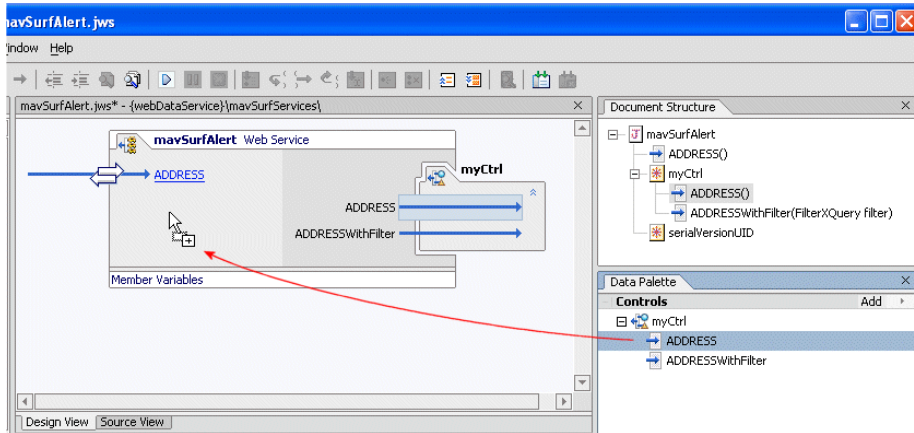 mavSurfAlert.jws
Window Help
mavSurfAlert.jws* - {webDataService}\mavSurfServices\
mavSurfAlert Web Service
ADDRESS
myCtrl
ADDRESS
ADDRESSWithFilter
Member Variables
Design View Source View
Document Structure
mavSurfAlert
ADDRESS()
myCtrl
ADDRESS()
ADDRESSWithFilter(FilterXQuery filter)
serialVersionUID
Data Palette
Controls Add
myCtrl
ADDRESS
ADDRESSWithFilter